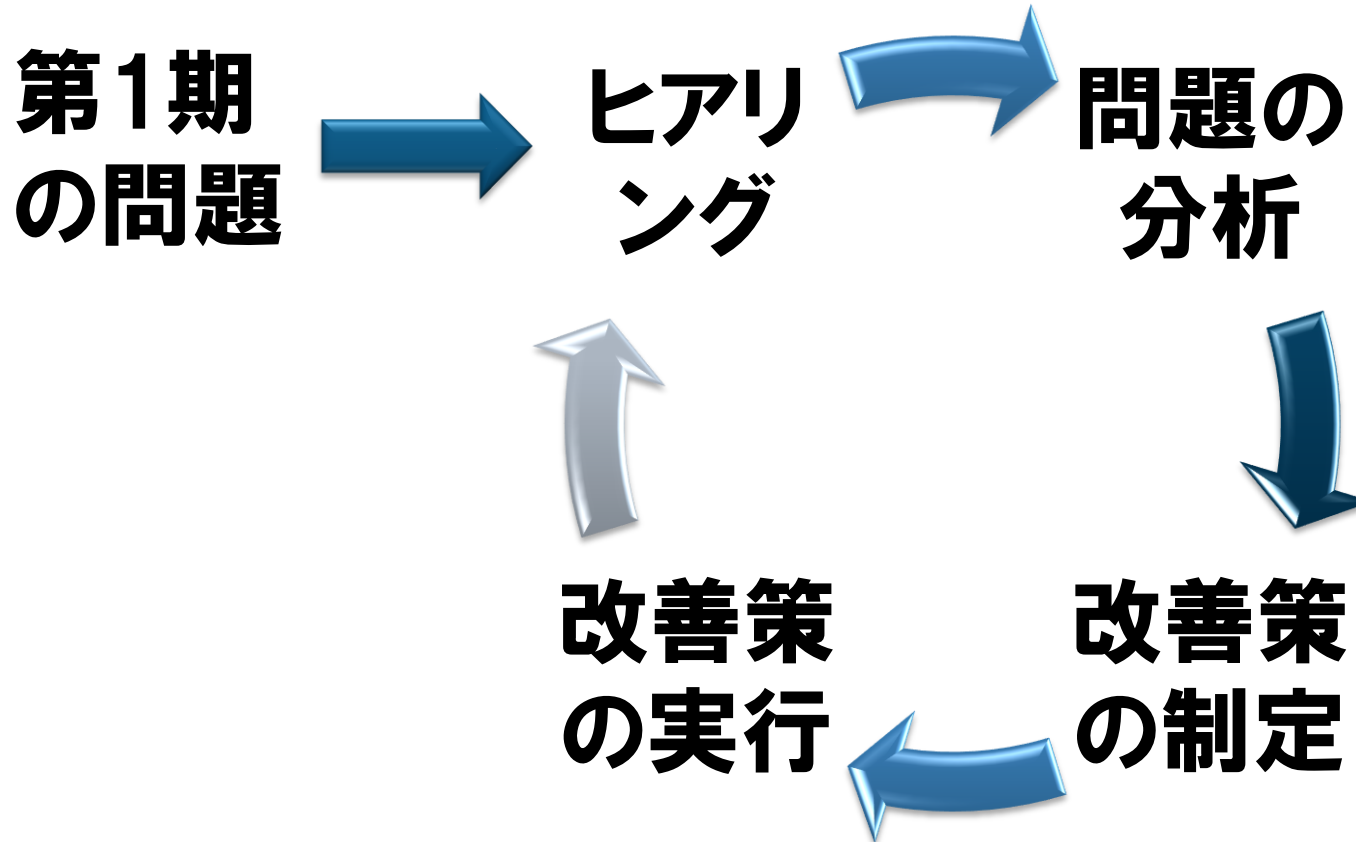 第1期
の問題
ヒアリ
ング
問題の
分析
改善策
の制定
改善策
の実行